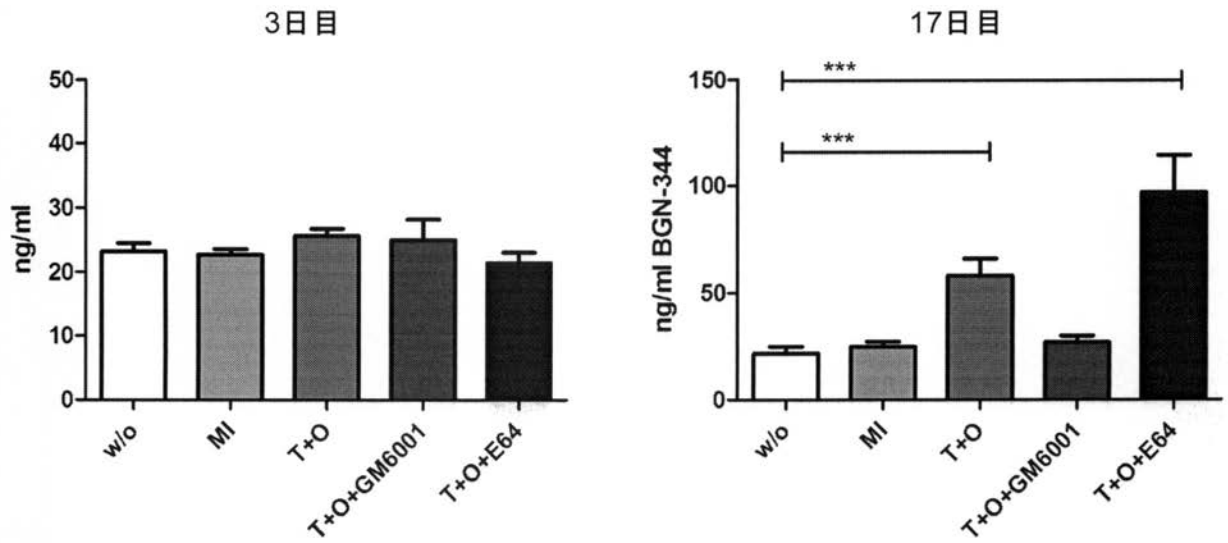 3日目
50
40
30
20
10
0
ng/ml
w/o
MI
T+O
T+O+GM6001
T+O+E64
17日目
150
100
50
0
ng/ml BGN-344
***
***
w/o
MI
T+O
T+O+GM6001
T+O+E64